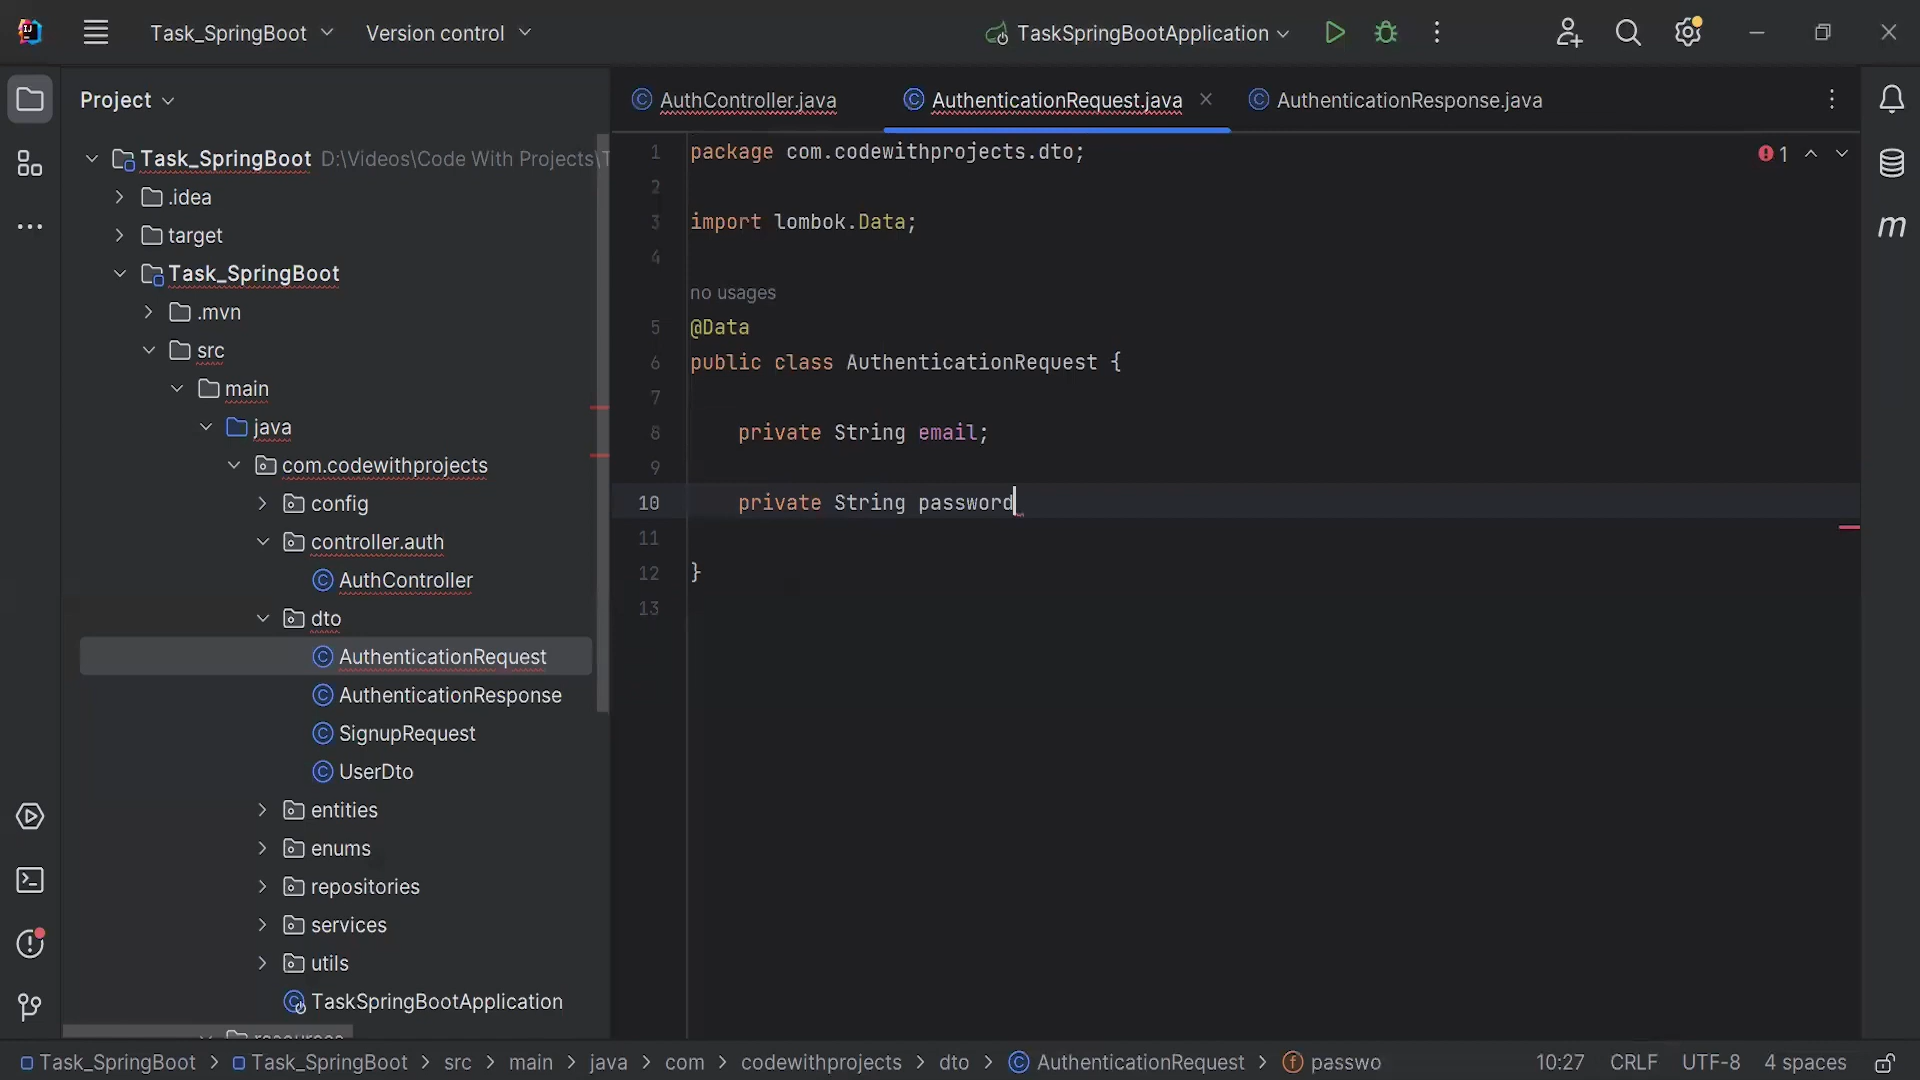 Task_SpringBoot
Version control
TaskSpringBootApplication
Project
AuthController.java
AuthenticationRequest.java
AuthenticationResponse.java
Task_SpringBoot D:\Videos\Code With Projects\T
.idea
target
Task_SpringBoot
.mvn
src
main
java
com.codewithprojects
config
controller.auth
AuthController
dto
AuthenticationRequest
AuthenticationResponse
SignupRequest
UserDto
entities
enums
repositories
services
utils
TaskSpringBootApplication
1 package com.codewithprojects.dto;
2
3 import lombok.Data;
4
no usages
5 @Data
6 public class AuthenticationRequest {
7
8 private String email;
9
10 private String password
11
12 }
13
1
m
Task_SpringBoot > Task_SpringBoot > src > main > java > com > codewithprojects > dto > AuthenticationRequest > passwo
10:27 CRLF UTF-8 4 spaces